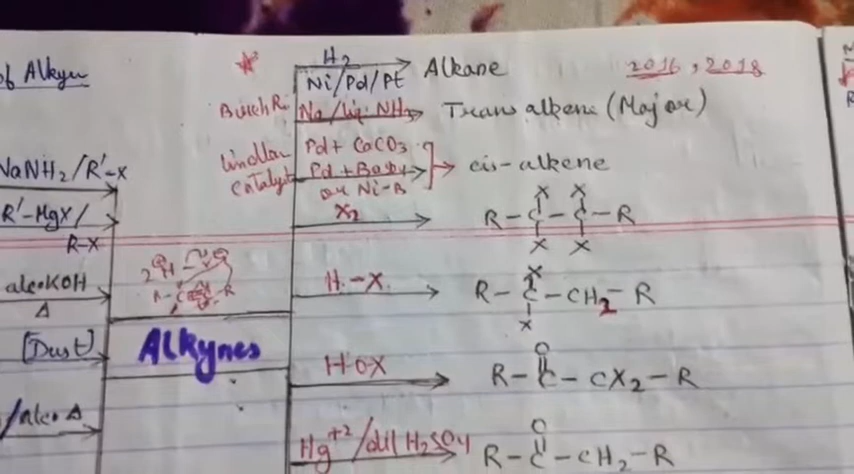 of Alkyn
NaNH2/R'-X
R'-MgX/
R-X
alc.KOH
Δ
[Dust]
/alc. Δ
Alkynes
H2
Ni/Pd/Pt
Alkane
2016, 2018
Birch R.
Na/Liq. NH3
Trans alkene (Major)
Lindlar
Catalyst
Pd + CaCO3
Pd + BaSO4
or Ni-B
cis-alkene
X2
X X
R-C-C-R
X X
H-X
X
R-C-CH2-R
X
HOX
O
R-C-CX2-R
Hg+2/dil H2SO4
O
R-C-CH2-R